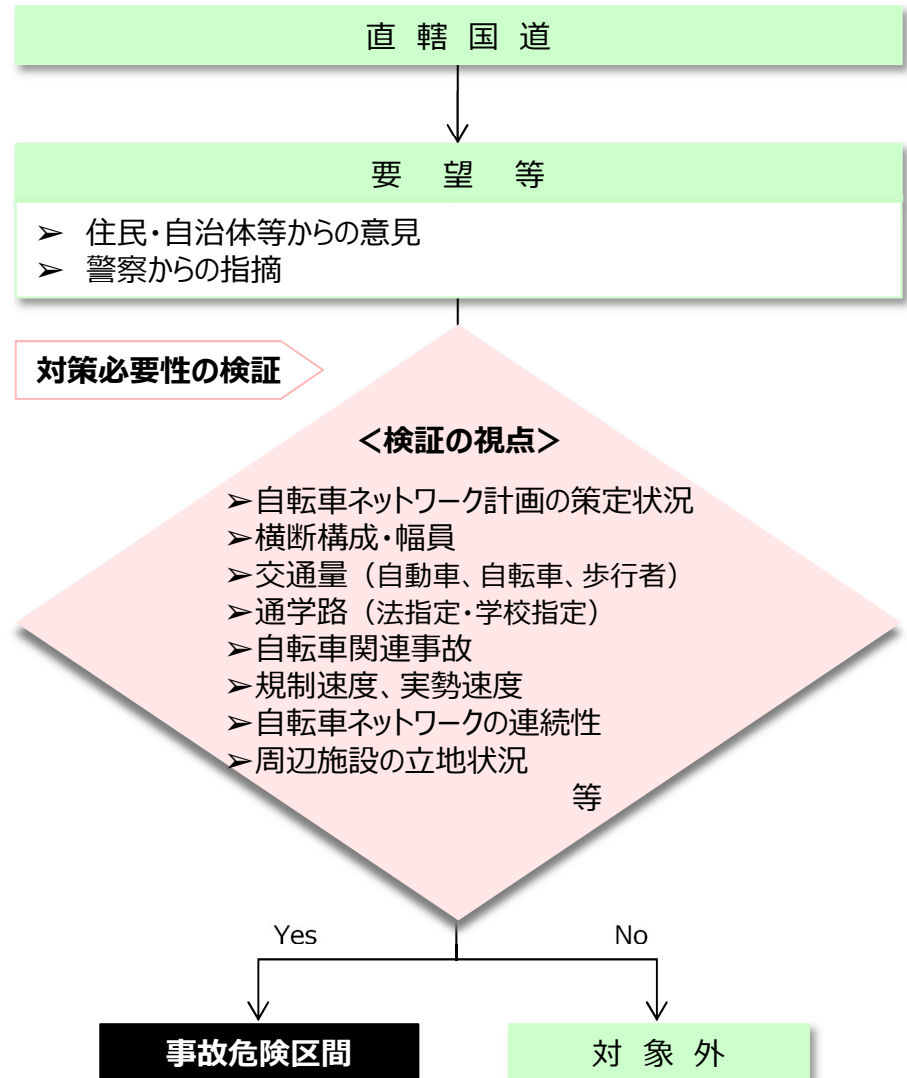 直轄国道
要望等
➢ 住民・自治体等からの意見
➢ 警察からの指摘
対策必要性の検証
＜検証の視点＞
➢自転車ネットワーク計画の策定状況
➢横断構成・幅員
➢交通量（自動車、自転車、歩行者）
➢通学路（法指定・学校指定）
➢自転車関連事故
➢規制速度、実勢速度
➢自転車ネットワークの連続性
➢周辺施設の立地状況
等
Yes No
事故危険区間 対象外